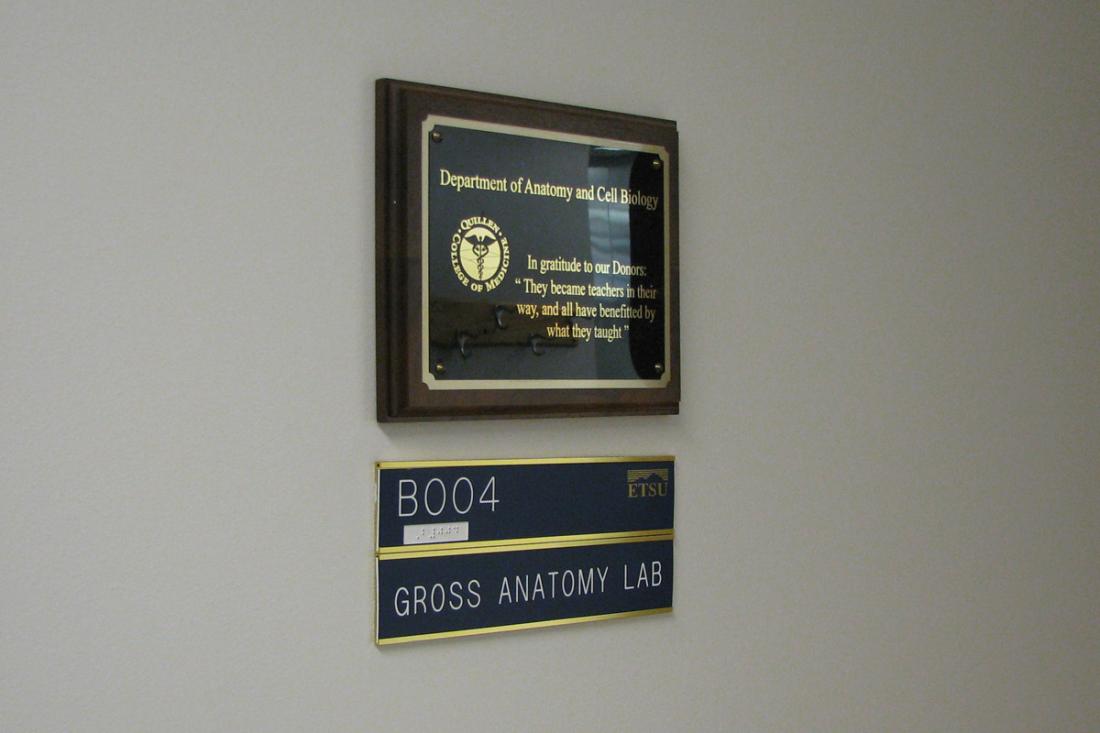 Department of Anatomy and Cell Biology
• QUILLEN •
COLLEGE OF MEDICINE
In gratitude to our Donors:
“ They became teachers in their
way, and all have benefitted by
what they taught ”
B004
ETSU
GROSS ANATOMY LAB